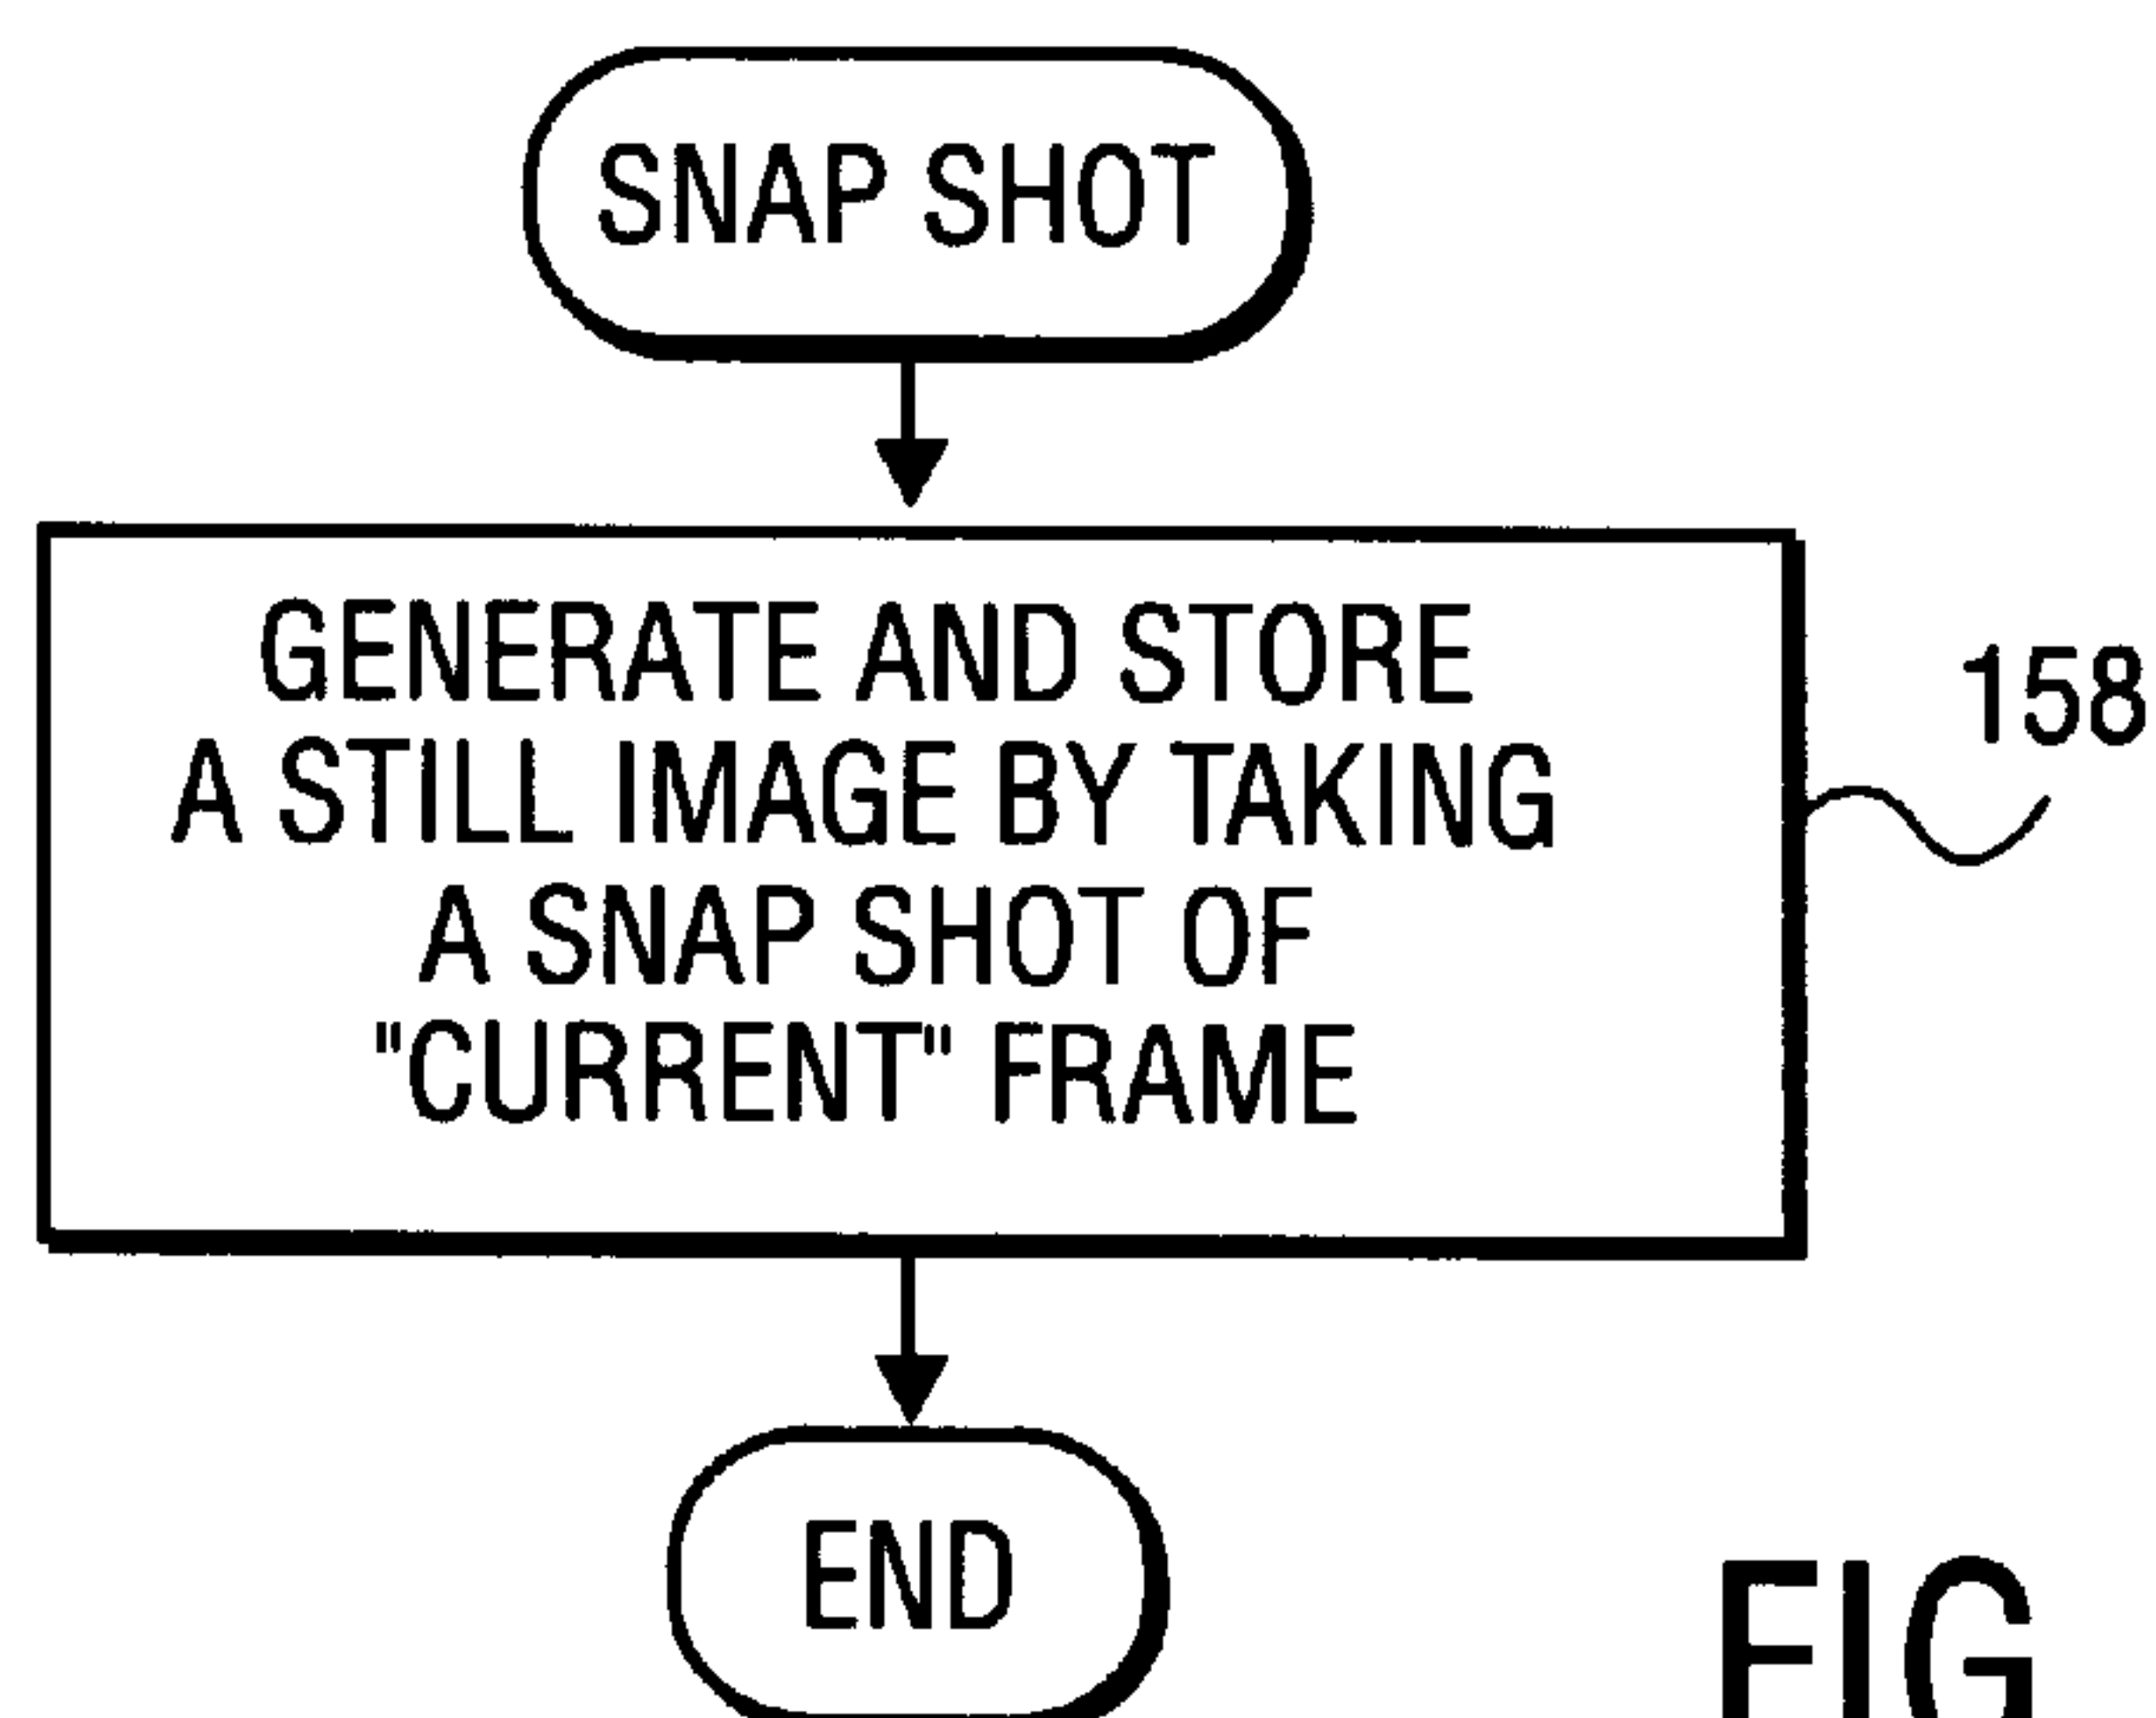 SNAP SHOT
GENERATE AND STORE
A STILL IMAGE BY TAKING
A SNAP SHOT OF
"CURRENT" FRAME
158
END
FIG